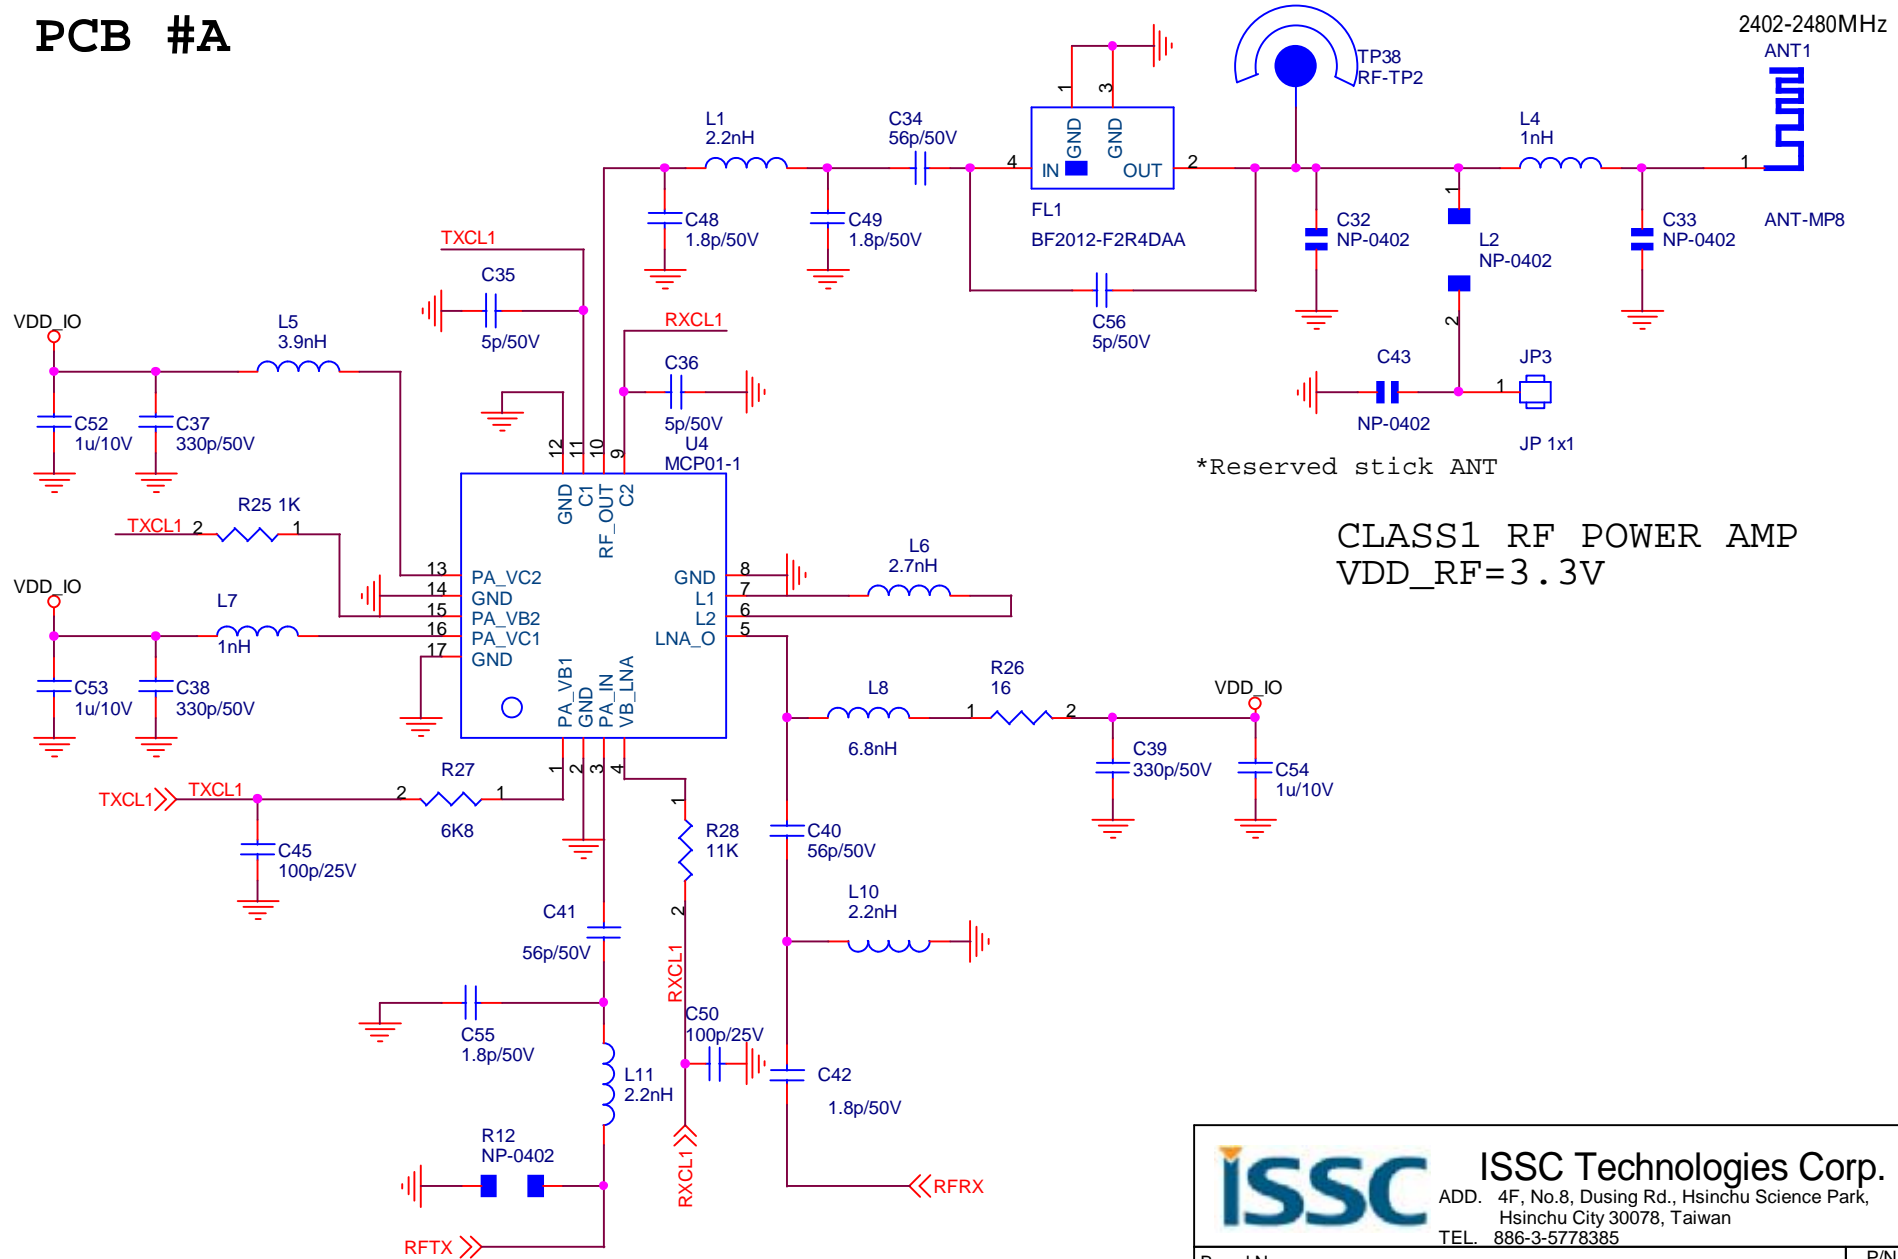 PCB #A
2402-2480MHz
ANT1
TP38
RF-TP2
1
3
GND
GND
4
IN
OUT
2
FL1
BF2012-F2R4DAA
L1
2.2nH
C34
56p/50V
L4
1nH
1
ANT-MP8
C48
1.8p/50V
C49
1.8p/50V
C32
NP-0402
1
L2
NP-0402
2
C33
NP-0402
TXCL1
C35
5p/50V
RXCL1
C56
5p/50V
C36
5p/50V
C43
NP-0402
JP3
1
JP 1x1
*Reserved stick ANT
VDD_IO
L5
3.9nH
C52
1u/10V
C37
330p/50V
U4
MCP01-1
12
11
10
9
GND
C1
RF_OUT
C2
CLASS1 RF POWER AMP
VDD_RF=3.3V
TXCL1
2
R25 1K
1
VDD_IO
L7
1nH
C53
1u/10V
C38
330p/50V
13
PA_VC2
14
GND
15
PA_VB2
16
PA_VC1
17
GND
GND
8
L1
7
L2
6
LNA_O
5
L6
2.7nH
PA_VB1
GND
PA_IN
VB_LNA
1
2
3
4
L8
6.8nH
1
R26
16
2
VDD_IO
C39
330p/50V
C54
1u/10V
TXCL1
TXCL1
2
R27
1
6K8
C45
100p/25V
1
R28
11K
2
RXCL1
C40
56p/50V
L10
2.2nH
C41
56p/50V
C55
1.8p/50V
L11
2.2nH
C50
100p/25V
C42
1.8p/50V
R12
NP-0402
RXCL1
RFRX
RFTX
ISSC
ISSC Technologies Corp.
ADD. 4F, No.8, Dusing Rd., Hsinchu Science Park,
Hsinchu City 30078, Taiwan
TEL. 886-3-5778385
P/N